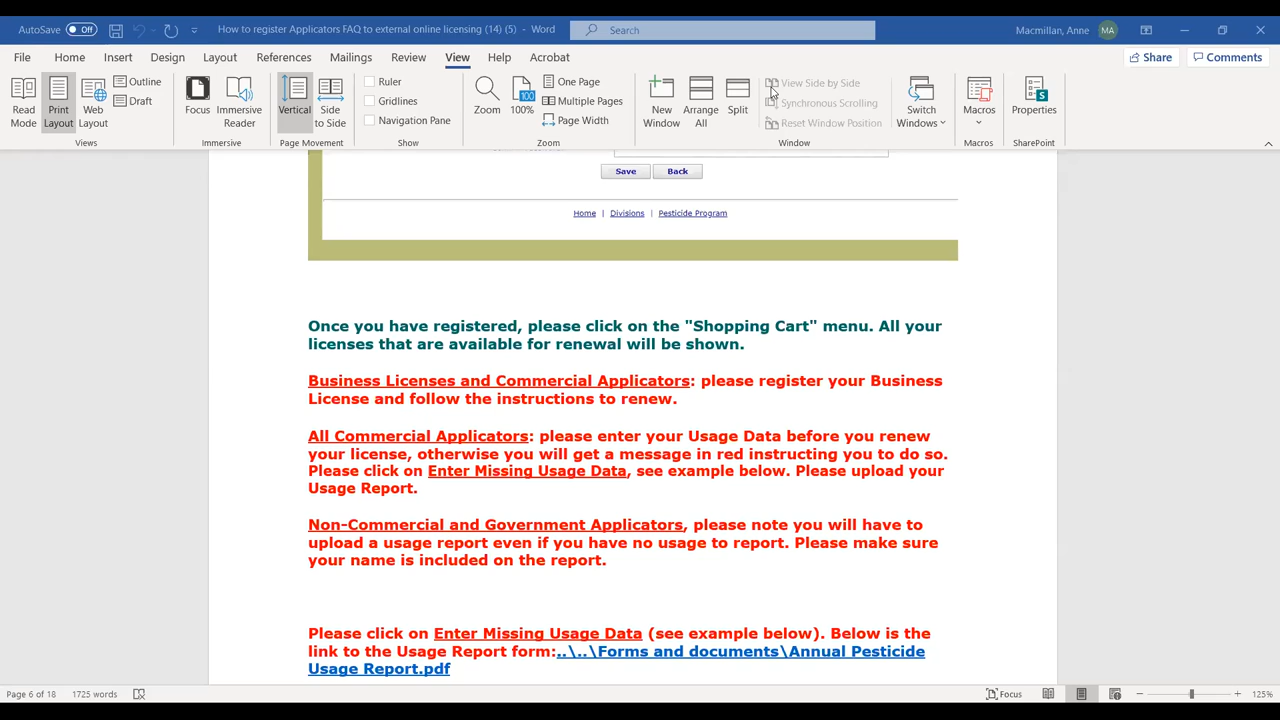 AutoSave Off How to register Applicators FAQ to external online licensing (14) (5) - Word Search Macmillan, Anne MA
File Home Insert Draw Design Layout References Mailings Review View Help Acrobat Share Comments
Read Mode Print Layout Web Layout Outline Draft Focus Immersive Reader Vertical Side to Side Ruler Gridlines Navigation Pane Zoom 100% One Page Multiple Pages Page Width New Window Arrange All Split View Side by Side Synchronous Scrolling Reset Window Position Switch Windows Macros Properties
Views Immersive Page Movement Show Zoom Window Macros SharePoint
Save Back
Home | Divisions | Pesticide Program
Once you have registered, please click on the "Shopping Cart" menu. All your
licenses that are available for renewal will be shown.
Business Licenses and Commercial Applicators: please register your Business
License and follow the instructions to renew.
All Commercial Applicators: please enter your Usage Data before you renew
your license, otherwise you will get a message in red instructing you to do so.
Please click on Enter Missing Usage Data, see example below. Please upload your
Usage Report.
Non-Commercial and Government Applicators, please note you will have to
upload a usage report even if you have no usage to report. Please make sure
your name is included on the report.
Please click on Enter Missing Usage Data (see example below). Below is the
link to the Usage Report form:..\..\Forms and documents\Annual Pesticide
Usage Report.pdf
Page 6 of 18 1725 words Focus 125%